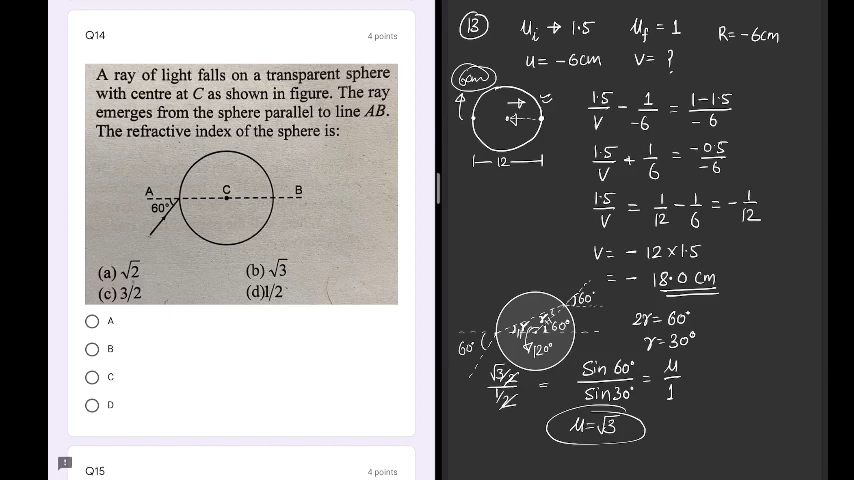 Q14
4 points
A ray of light falls on a transparent sphere
with centre at C as shown in figure. The ray
emerges from the sphere parallel to line AB.
The refractive index of the sphere is:
A C B
60°
(a) √2 (b) √3
(c) 3/2 (d)1/2
A
B
C
D
Q15
4 points
13 μi → 1.5 μf = 1 R = -6cm
u = -6cm v = ?
6cm
12
1.5/V - 1/-6 = 1-1.5/-6
1.5/V + 1/6 = -0.5/-6
1.5/V = 1/12 - 1/6 = -1/12
V = - 12 × 1.5
= - 18.0 cm
60°
60°
60°
120°
2r = 60°
r = 30°
√3/2/1/2 = Sin 60°/Sin 30° = μ/1
μ = √3